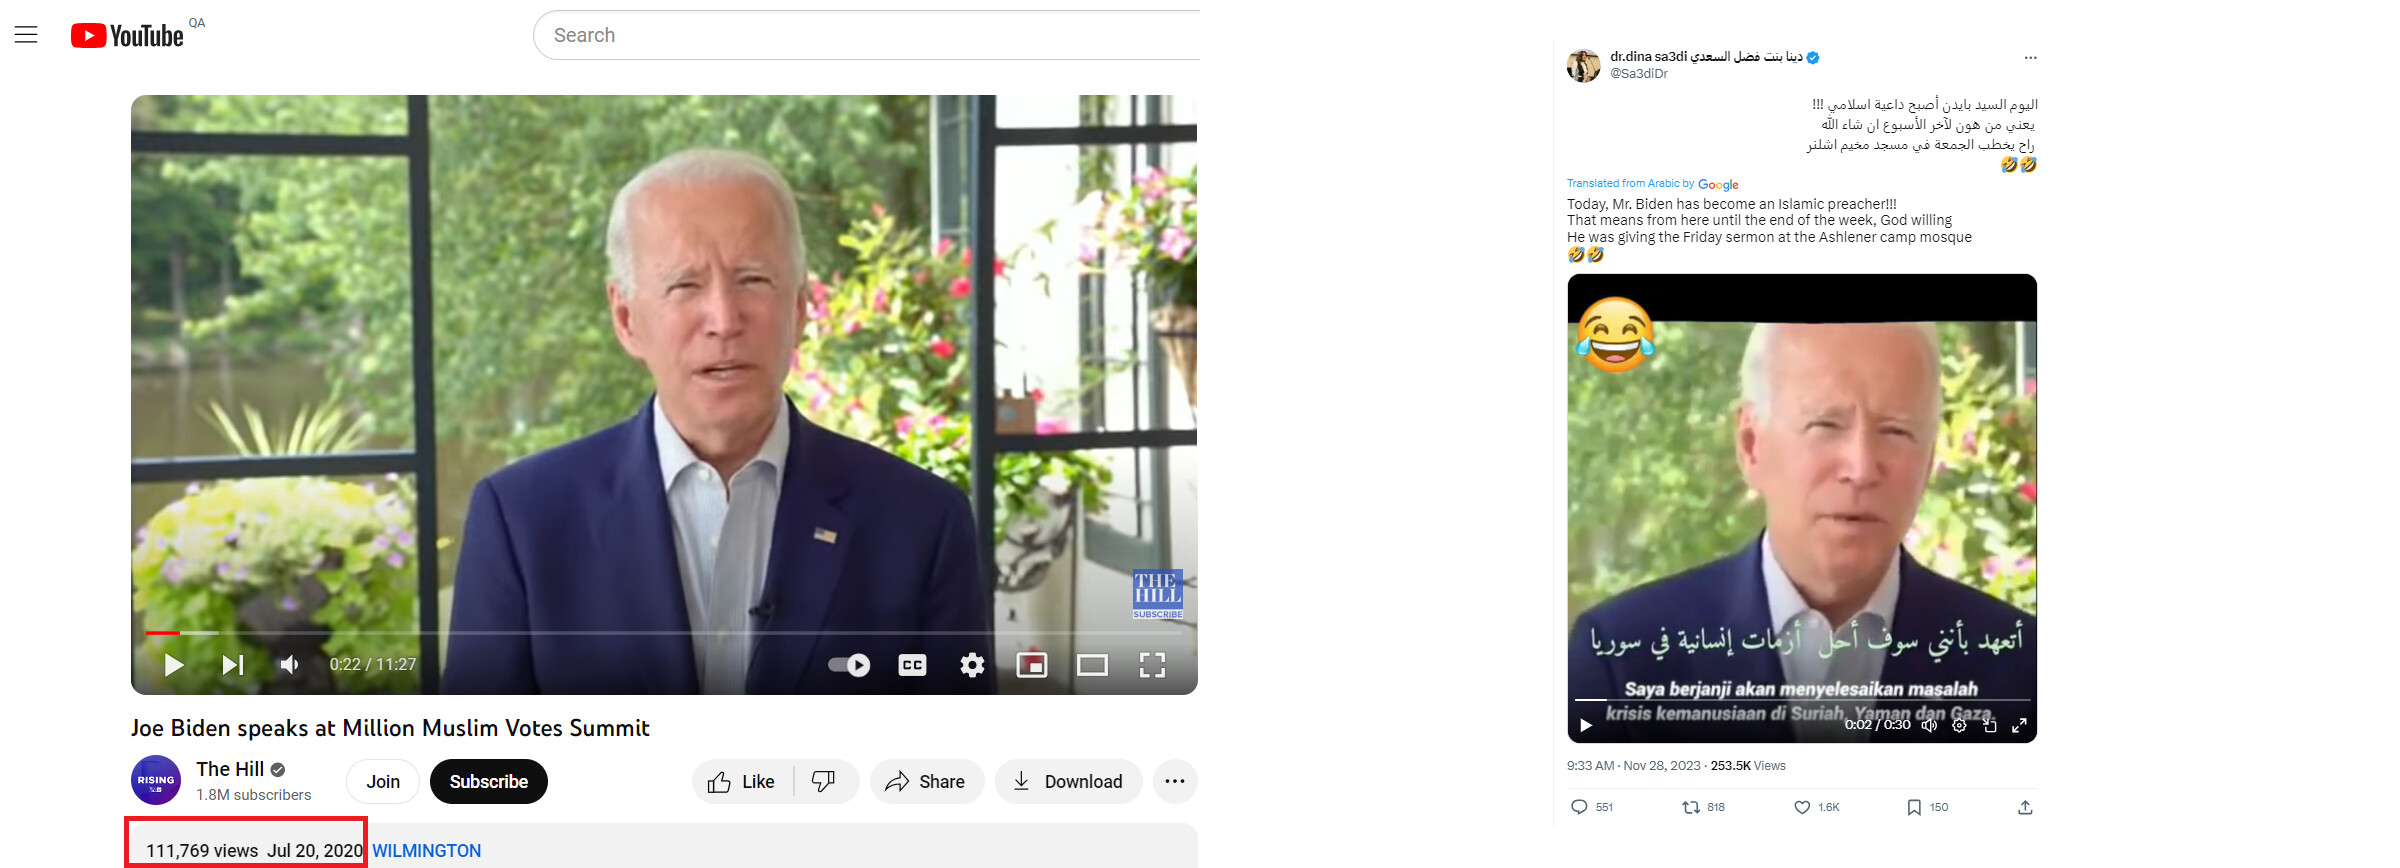 YouTube QA
Search
THE
HILL
SUBSCRIBE
0:22 / 11:27
CC
Joe Biden speaks at Million Muslim Votes Summit
RISING
The Hill
1.8M subscribers
Join
Subscribe
Like
Share
Download
111,769 views Jul 20, 2020 WILMINGTON
dr.dina sa3di دينا بنت فضل السعدي
@Sa3diDr
اليوم السيد بايدن أصبح داعية اسلامي !!!
يعني من هون لآخر الأسبوع ان شاء الله
راح يخطب الجمعة في مسجد مخيم اشلنر
🤣🤣
Translated from Arabic by Google
Today, Mr. Biden has become an Islamic preacher!!!
That means from here until the end of the week, God willing
He was giving the Friday sermon at the Ashlener camp mosque
🤣🤣
أتعهد بأنني سوف أحل أزمات إنسانية في سوريا
Saya berjanji akan menyelesaikan masalah
krisis kemanusiaan di Suriah, Yaman dan Gaza.
0:02 / 0:30
9:33 AM · Nov 28, 2023 · 253.5K Views
551 818 1.6K 150